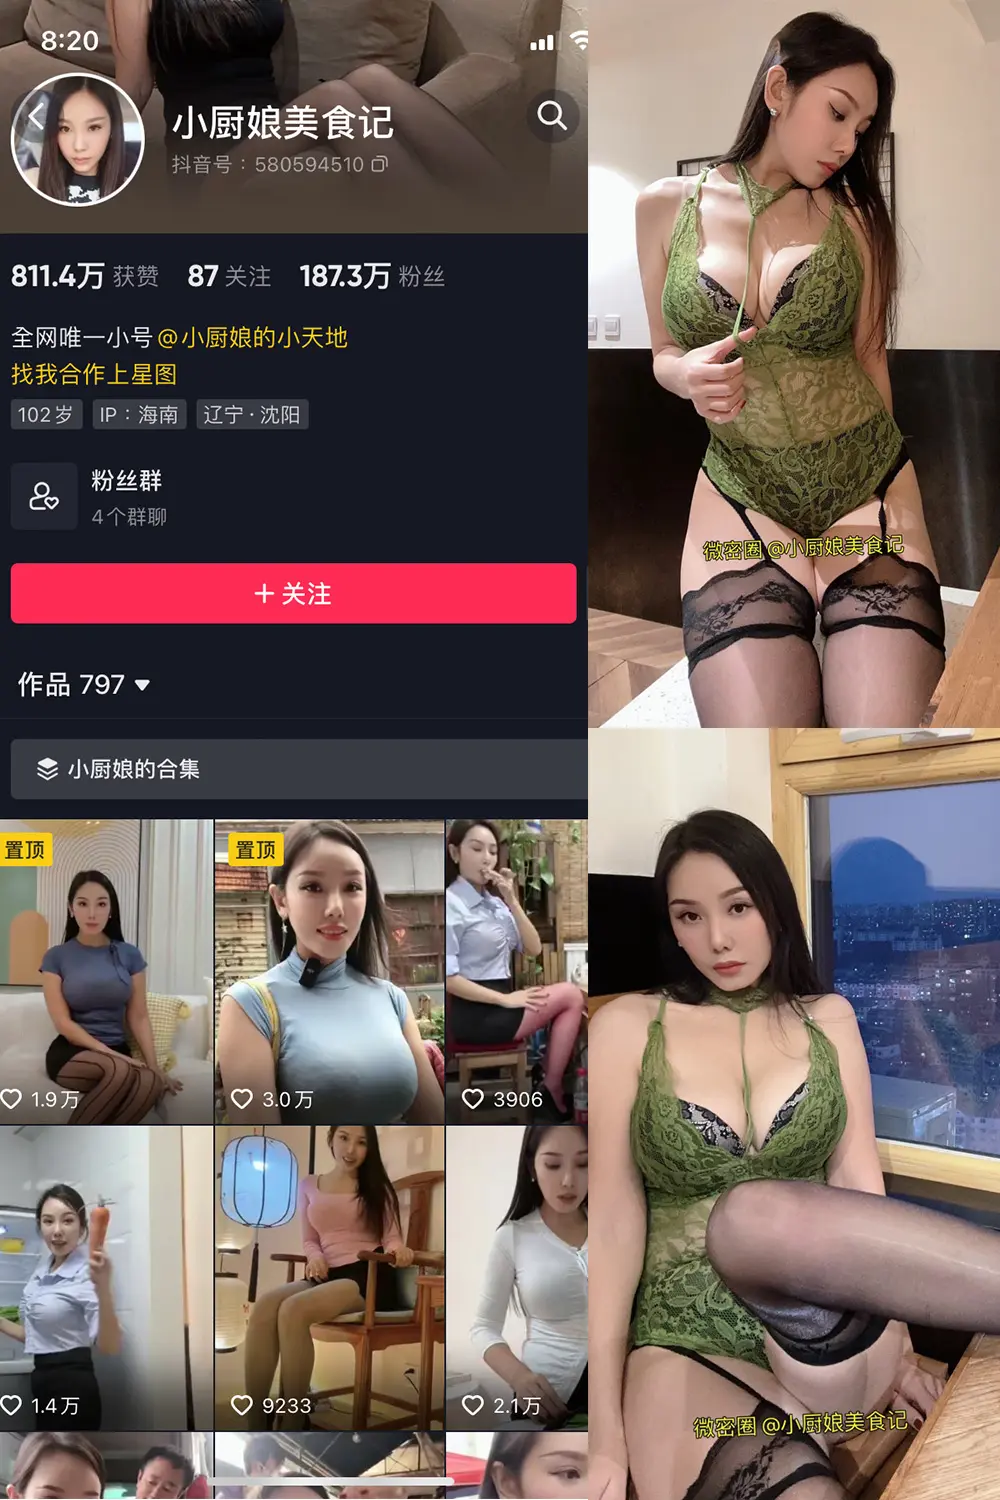 8:20
小厨娘美食记
抖音号：580594510
811.4万 获赞 87 关注 187.3万 粉丝
全网唯一小号@小厨娘的小天地
找我合作上星图
102岁 IP：海南 辽宁·沈阳
粉丝群
4个群聊
+ 关注
作品 797
小厨娘的合集
置顶 置顶
1.9万 3.0万 3906
1.4万 9233 2.1万
微密圈 @小厨娘美食记
微密圈 @小厨娘美食记